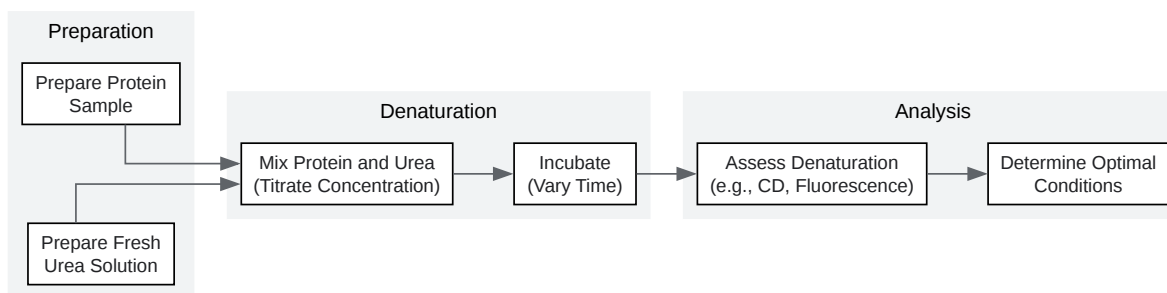 Preparation
Prepare Protein
Sample
Prepare Fresh
Urea Solution
Denaturation
Mix Protein and Urea
(Titrate Concentration)
Incubate
(Vary Time)
Analysis
Assess Denaturation
(e.g., CD, Fluorescence)
Determine Optimal
Conditions